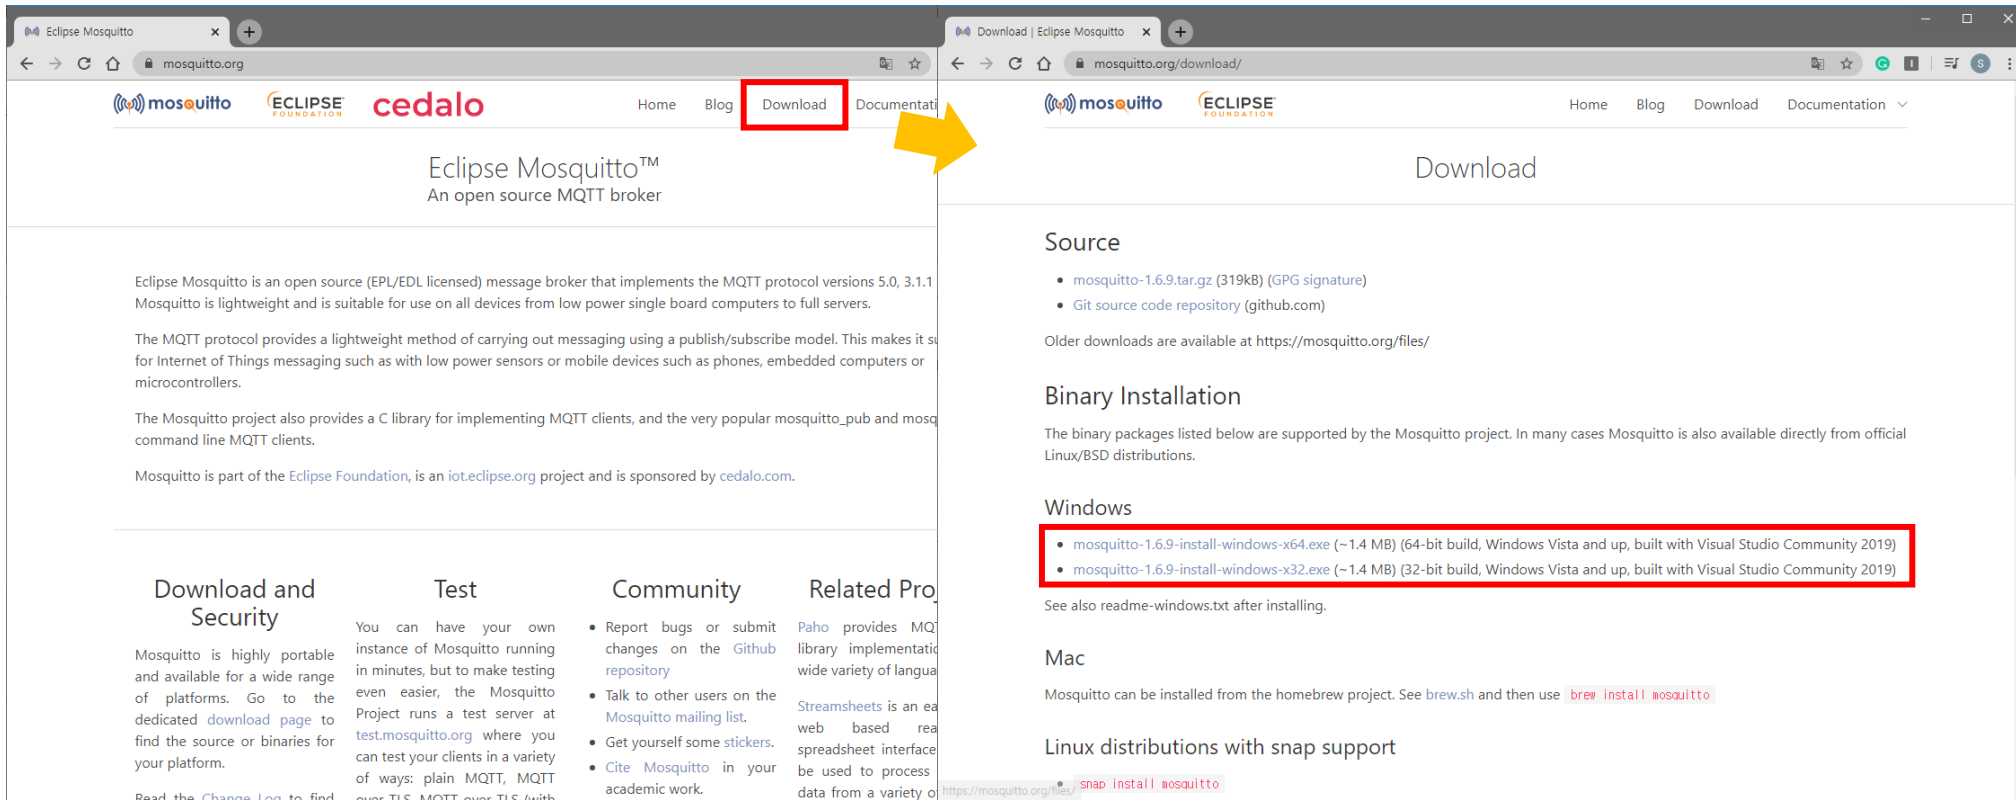 Eclipse Mosquitto
mosquitto.org
mosquitto
ECLIPSE
FOUNDATION
cedalo
Home Blog Download
Eclipse Mosquitto™
An open source MQTT broker
Eclipse Mosquitto is an open source (EPL/EDL licensed) message broker that implements the MQTT protocol versions 5.0, 3.1.1
Mosquitto is lightweight and is suitable for use on all devices from low power single board computers to full servers.
The MQTT protocol provides a lightweight method of carrying out messaging using a publish/subscribe model. This makes it
for Internet of Things messaging such as with low power sensors or mobile devices such as phones, embedded computers or
microcontrollers.
The Mosquitto project also provides a C library for implementing MQTT clients, and the very popular mosquitto_pub and mosq
command line MQTT clients.
Mosquitto is part of the Eclipse Foundation, is an iot.eclipse.org project and is sponsored by cedalo.com.
Download and
Security
Mosquitto is highly portable
and available for a wide range
of platforms. Go to the
dedicated download page to
find the source or binaries for
your platform.
Read the Change Log to find
Test
You can have your own
instance of Mosquitto running
in minutes, but to make testing
even easier, the Mosquitto
Project runs a test server at
test.mosquitto.org where you
can test your clients in a variety
of ways: plain MQTT, MQTT
over TLS, MQTT over TLS (with
Community
Report bugs or submit
changes on the Github
repository
Talk to other users on the
Mosquitto mailing list.
Get yourself some stickers.
Cite Mosquitto in your
academic work.
Related Pro
Paho provides MQ
library implementatio
wide variety of langua
Streamsheets is an ea
web based rea
spreadsheet interface
be used to process
data from a variety o
Download | Eclipse Mosquitto
mosquitto.org/download/
S
mosquitto
ECLIPSE
FOUNDATION
Home Blog Download Documentation
Download
Source
mosquitto-1.6.9.tar.gz (319kB) (GPG signature)
Git source code repository (github.com)
Older downloads are available at https://mosquitto.org/files/
Binary Installation
The binary packages listed below are supported by the Mosquitto project. In many cases Mosquitto is also available directly from official
Linux/BSD distributions.
Windows
mosquitto-1.6.9-install-windows-x64.exe (~1.4 MB) (64-bit build, Windows Vista and up, built with Visual Studio Community 2019)
mosquitto-1.6.9-install-windows-x32.exe (~1.4 MB) (32-bit build, Windows Vista and up, built with Visual Studio Community 2019)
See also readme-windows.txt after installing.
Mac
Mosquitto can be installed from the homebrew project. See brew.sh and then use brew install mosquitto
Linux distributions with snap support
snap install mosquitto
https://mosquitto.org/files/